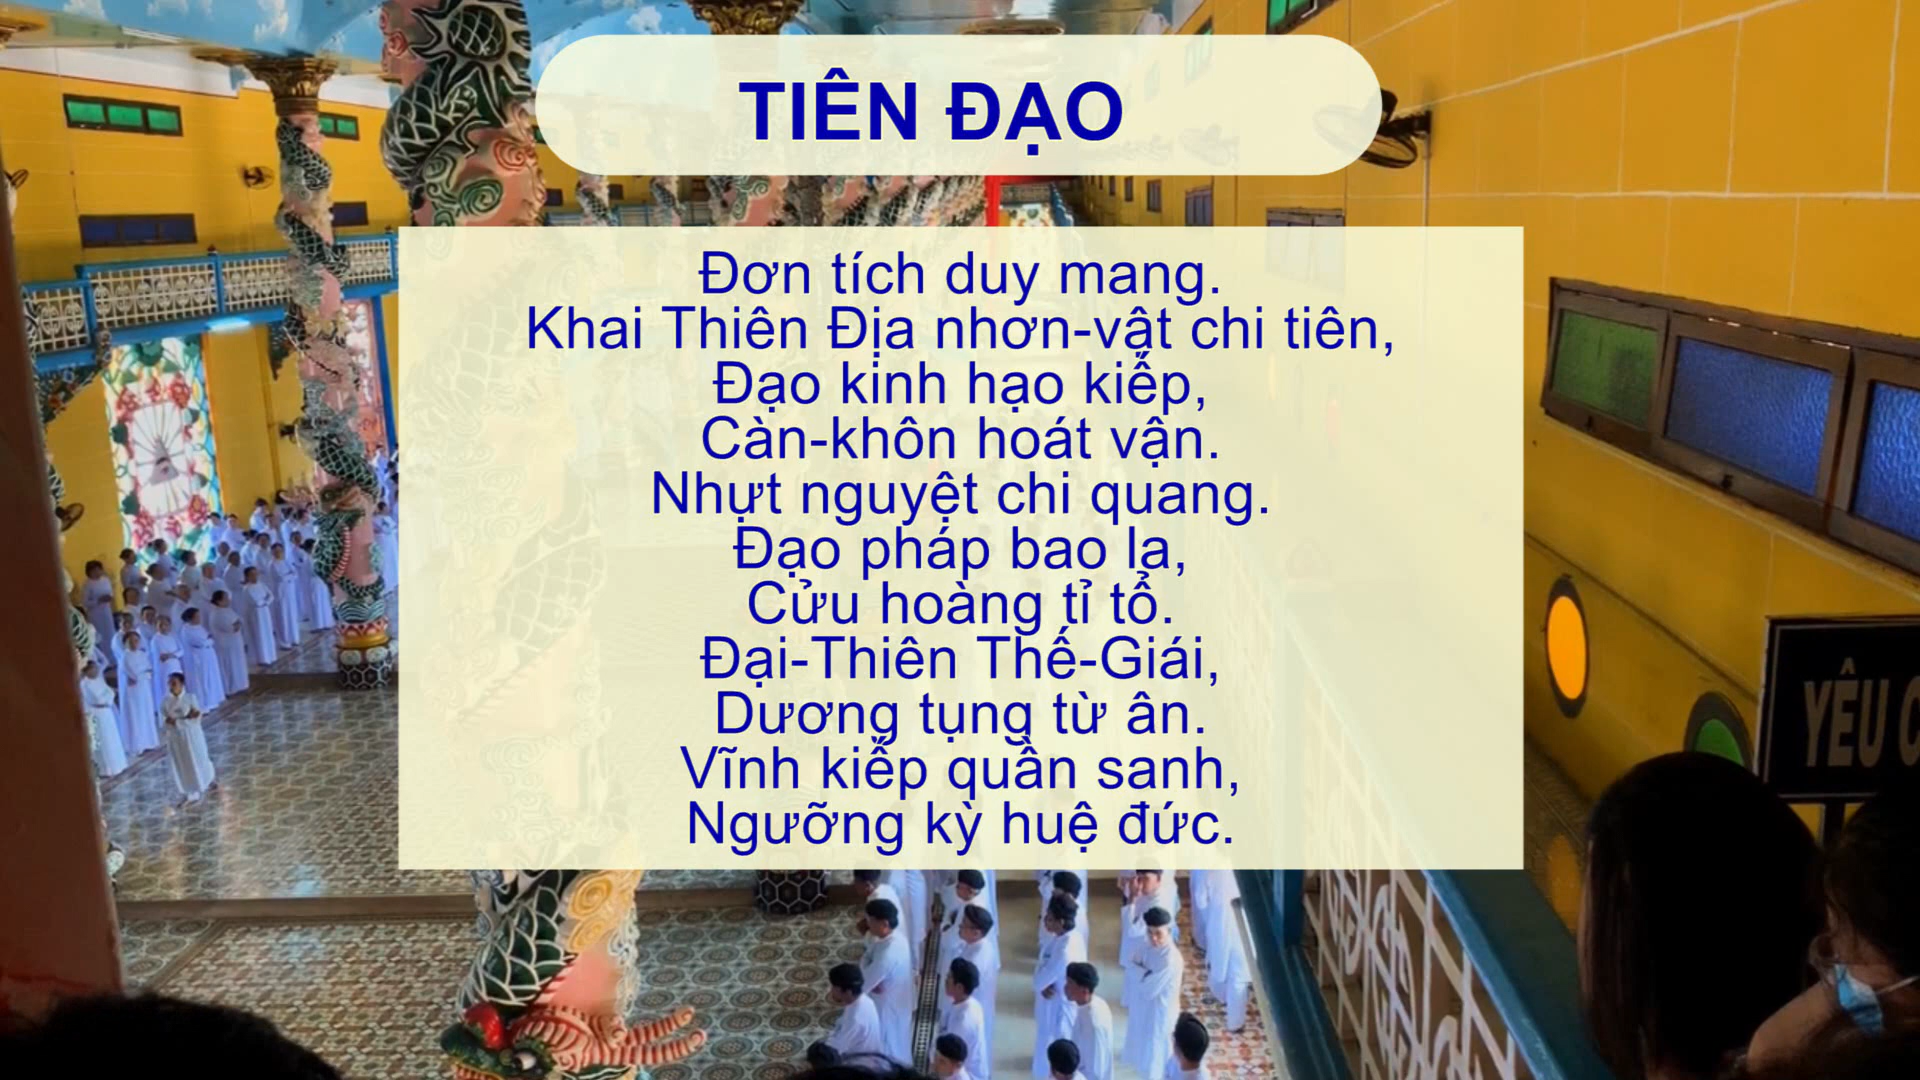 TIÊN ĐẠO
Đơn tích duy mang.
Khai Thiên Địa nhơn-vật chi tiên,
Đạo kinh hạo kiếp,
Càn-khôn hoát vận.
Nhựt nguyệt chi quang.
Đạo pháp bao la,
Cửu hoàng tỉ tổ.
Đại-Thiên Thế-Giái,
Dương tụng từ ân.
Vĩnh kiếp quần sanh,
Ngưỡng kỳ huệ đức.
YÊU